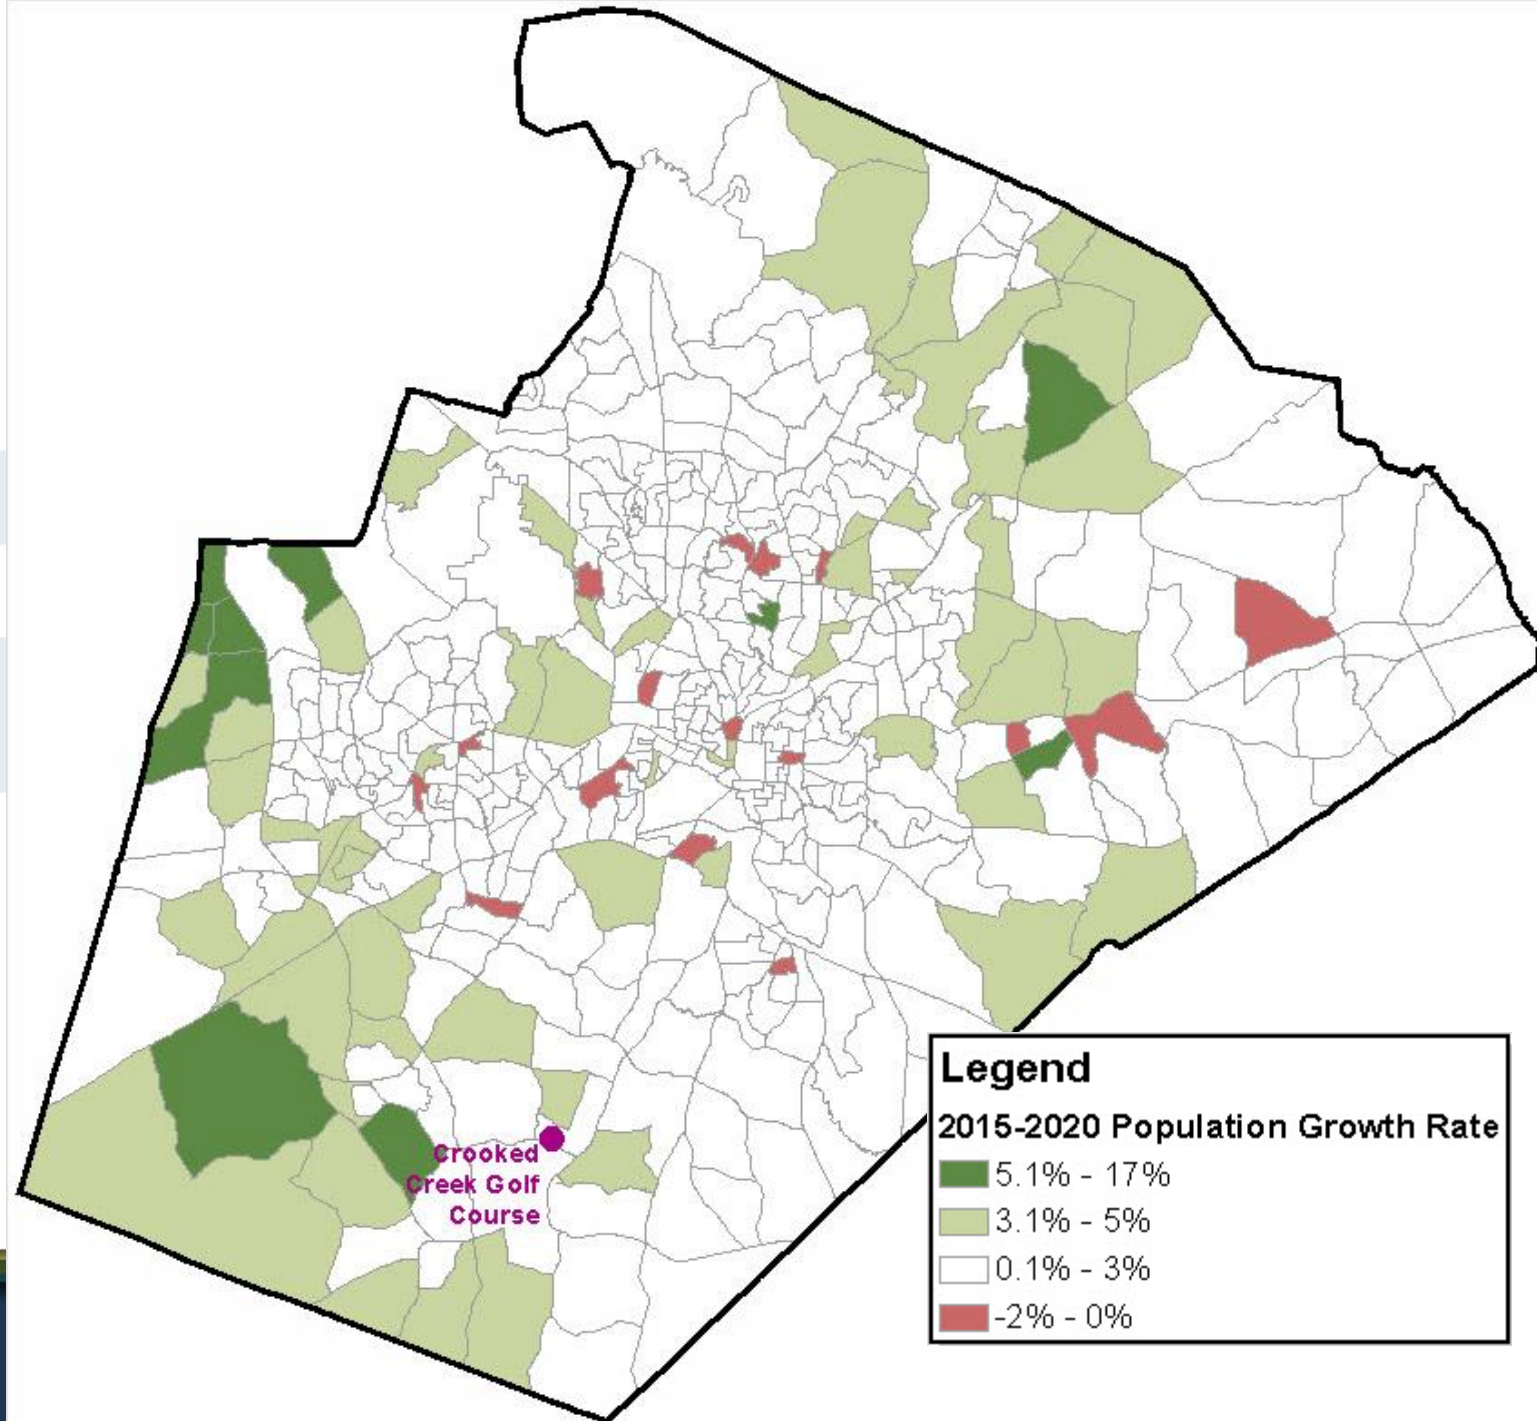 Crooked
Creek Golf
Course
Legend
2015-2020 Population Growth Rate
5.1% - 17%
3.1% - 5%
0.1% - 3%
-2% - 0%